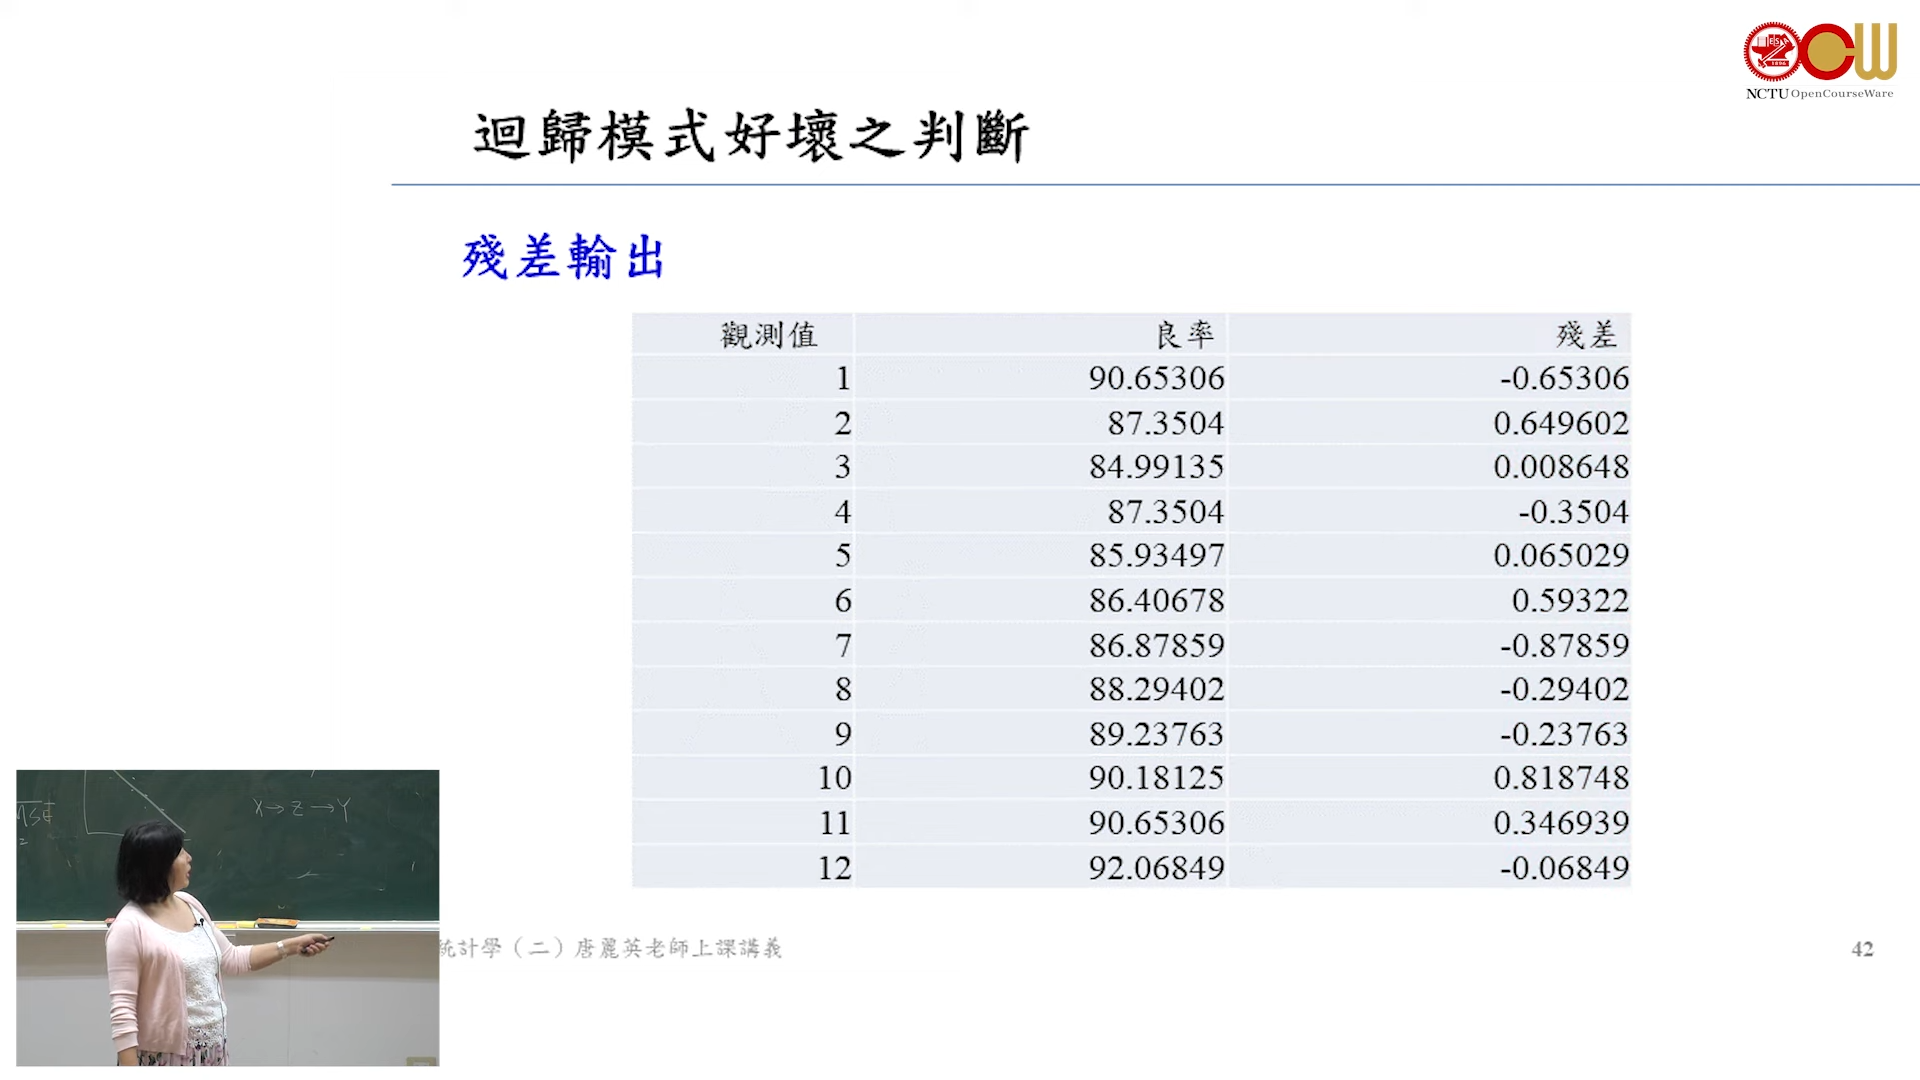 NCTU OpenCourseWare
迴歸模式好壞之判斷
殘差輸出
觀測值 良率 殘差
1 90.65306 -0.65306
2 87.3504 0.649602
3 84.99135 0.008648
4 87.3504 -0.3504
5 85.93497 0.065029
6 86.40678 0.59322
7 86.87859 -0.87859
8 88.29402 -0.29402
9 89.23763 -0.23763
10 90.18125 0.818748
11 90.65306 0.346939
12 92.06849 -0.06849
X→Z→Y
統計學（二）唐麗英老師上課講義
42